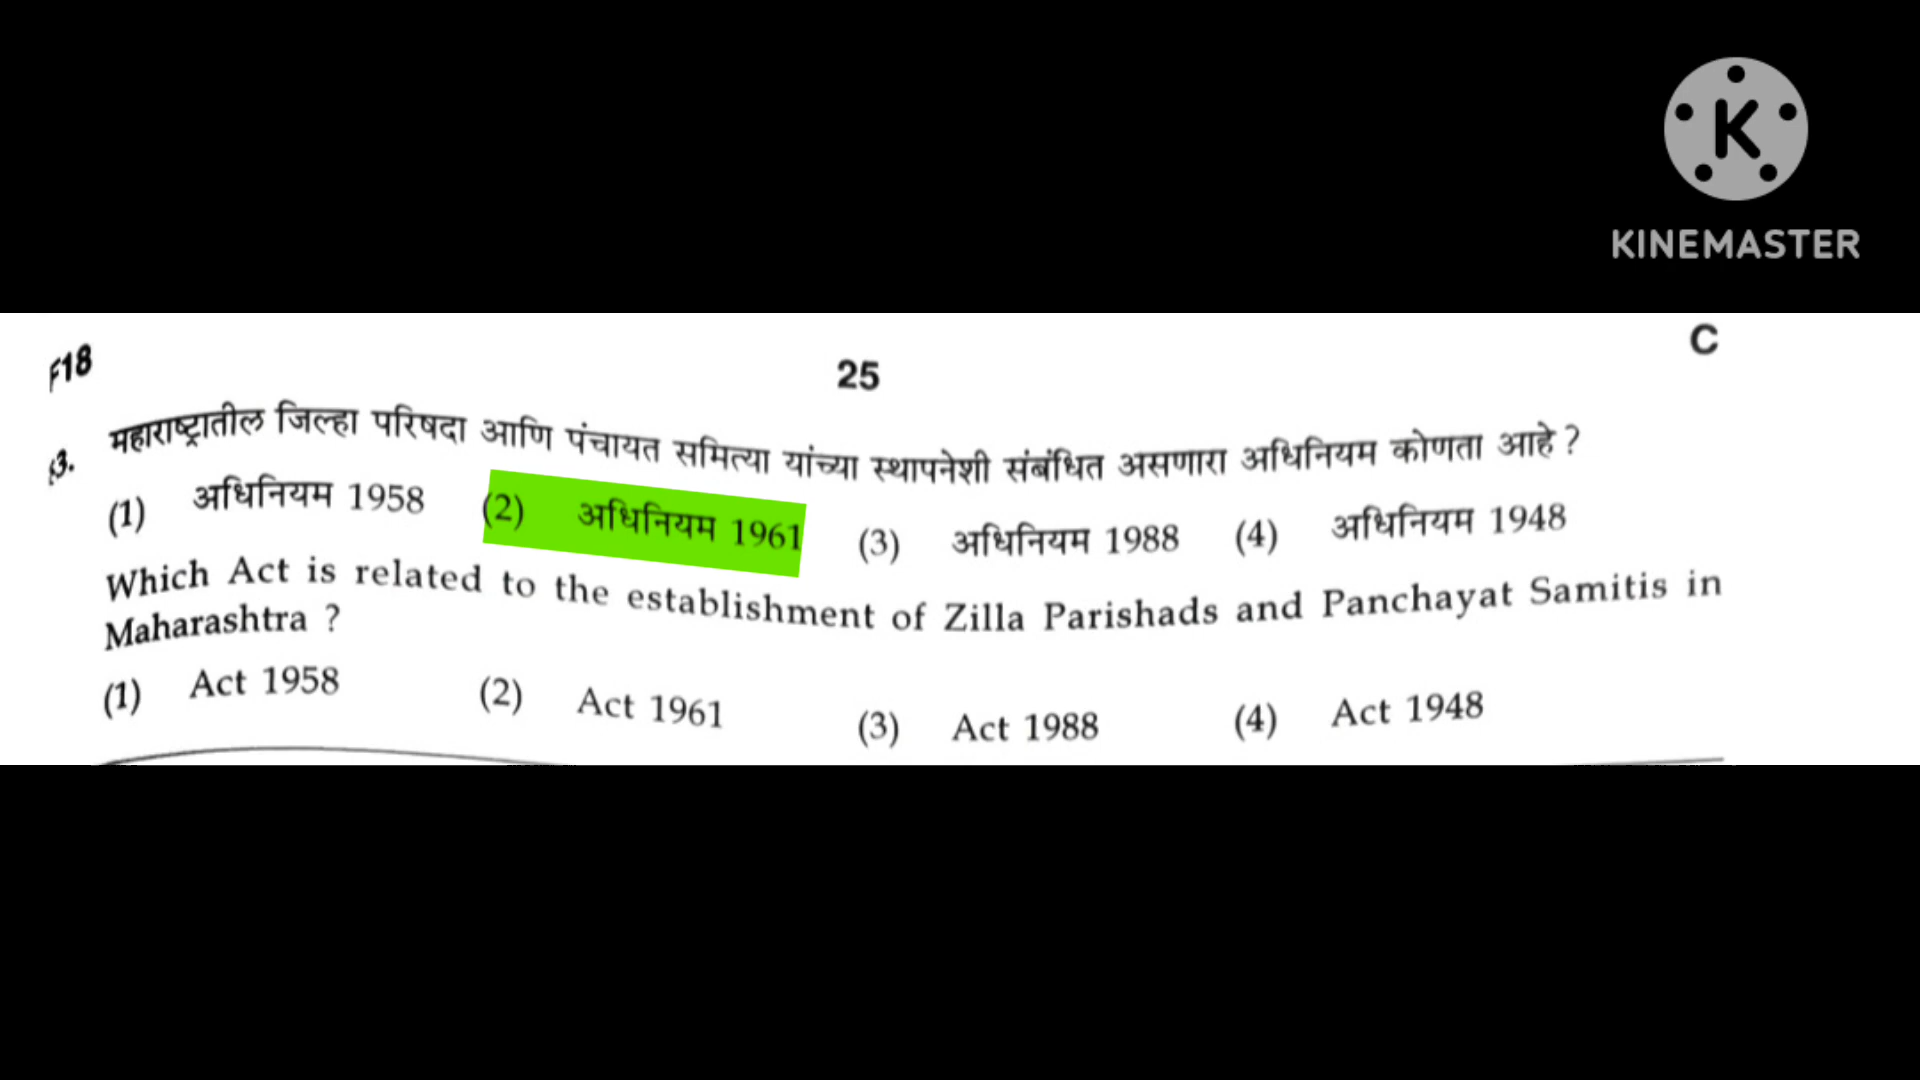 KINEMASTER
F18 25 C
3. महाराष्ट्रातील जिल्हा परिषदा आणि पंचायत समित्या यांच्या स्थापनेशी संबंधित असणारा अधिनियम कोणता आहे ?
(1) अधिनियम 1958 (2) अधिनियम 1961 (3) अधिनियम 1988 (4) अधिनियम 1948
Which Act is related to the establishment of Zilla Parishads and Panchayat Samitis in
Maharashtra ?
(1) Act 1958 (2) Act 1961 (3) Act 1988 (4) Act 1948